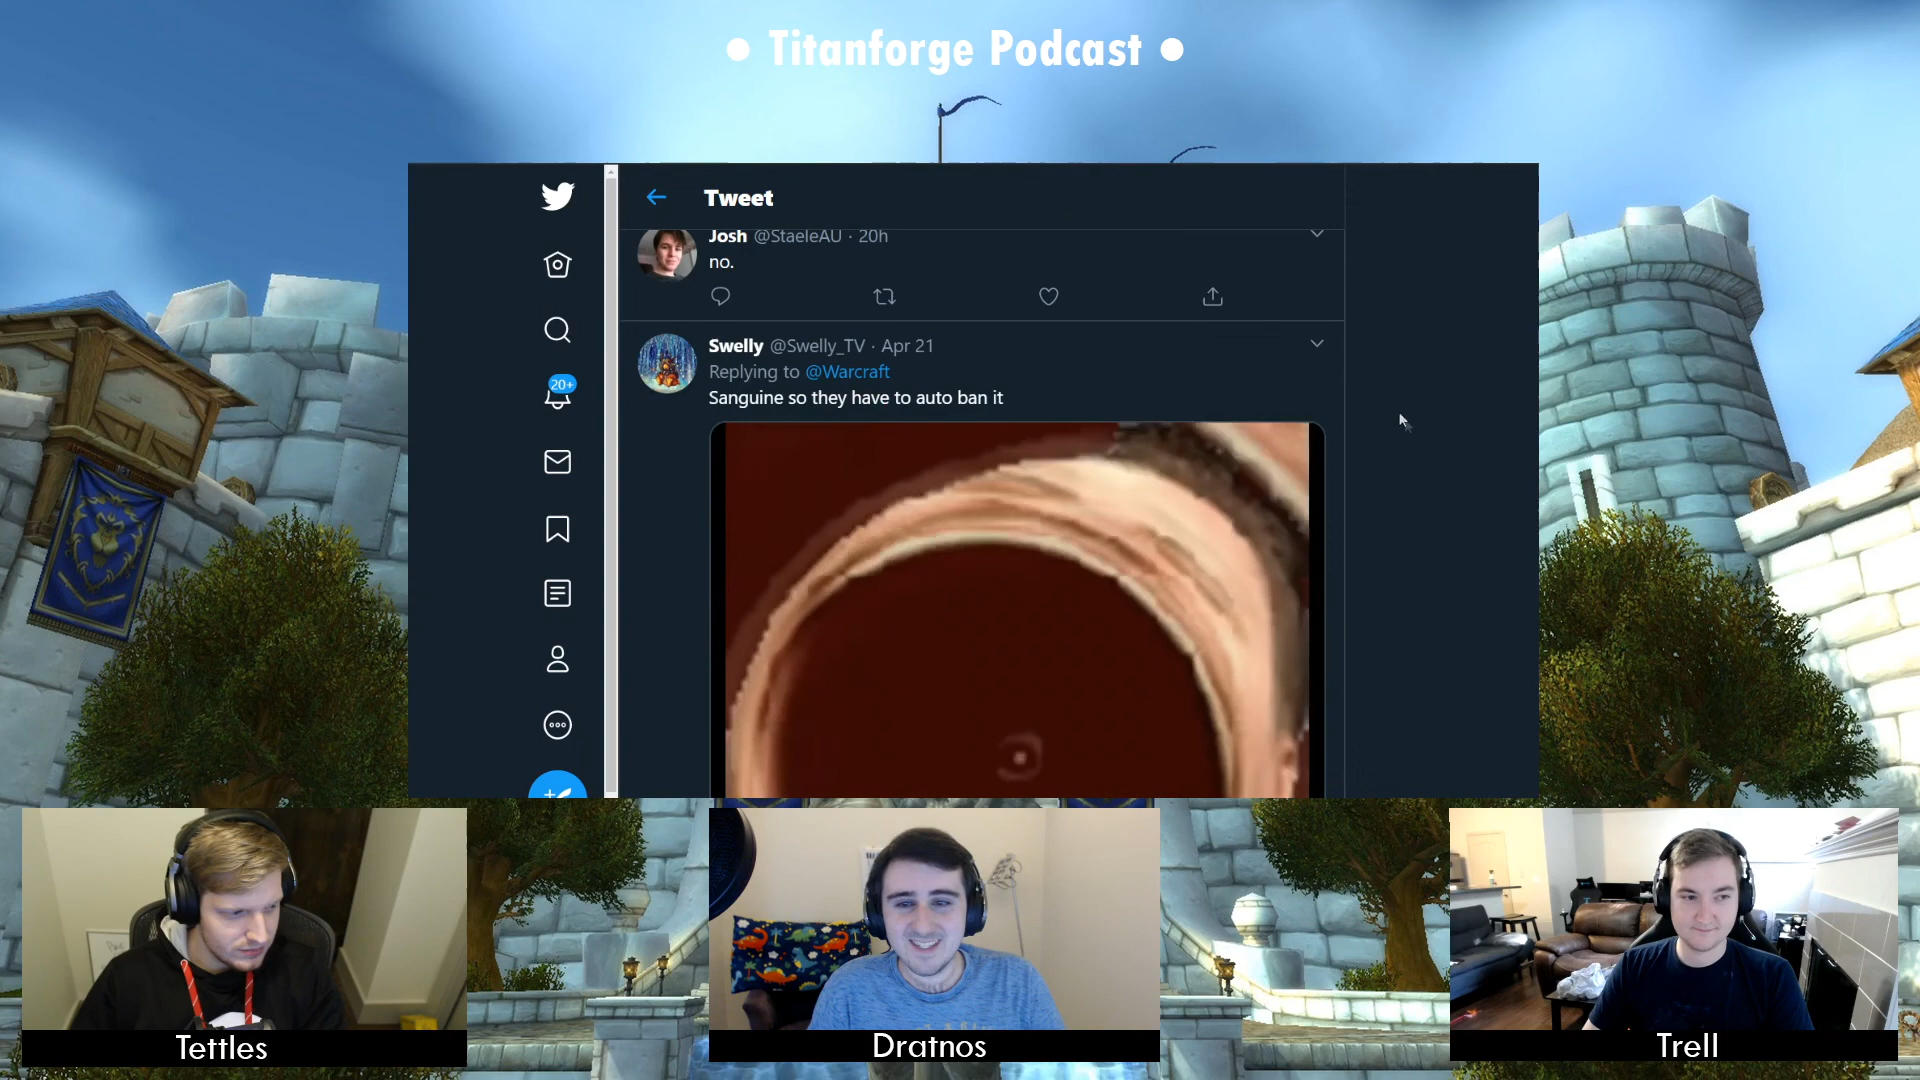 • Titanforge Podcast •
Tweet
Josh @StaeleAU · 20h
no.
Swelly @Swelly_TV · Apr 21
Replying to @Warcraft
Sanguine so they have to auto ban it
20+
Tettles
Dratnos
Trell